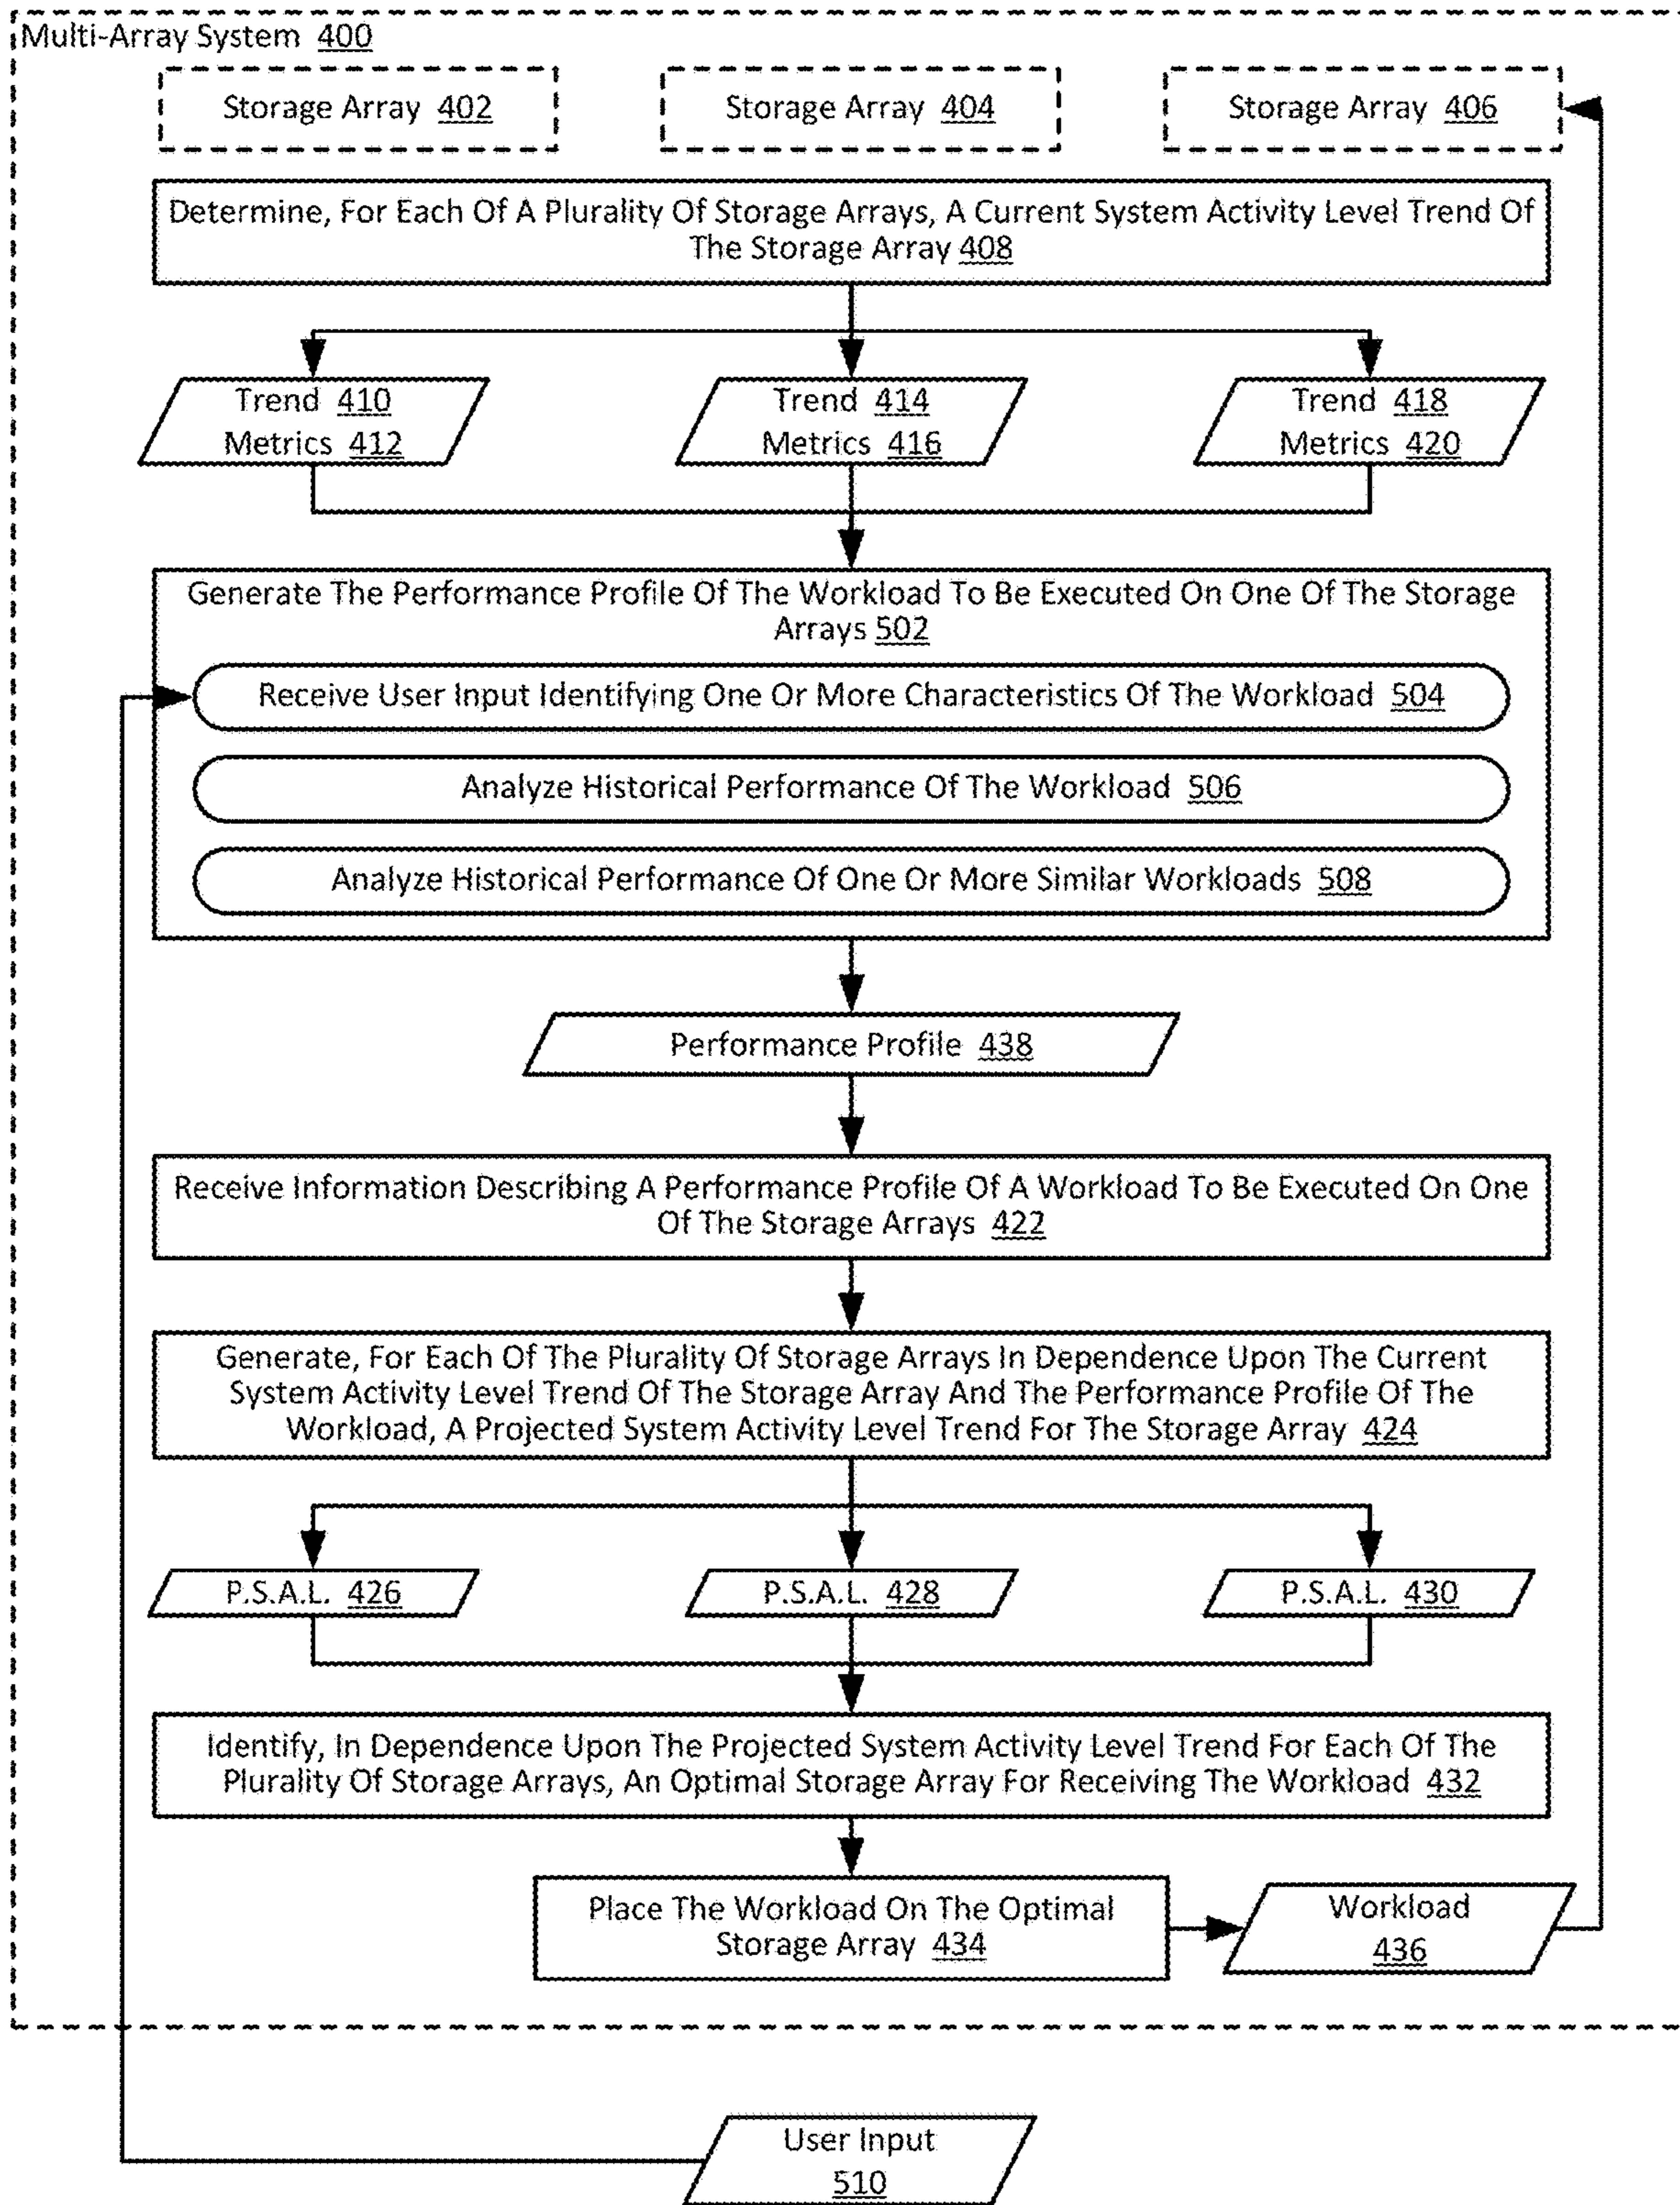 Multi-Array System 400
Storage Array 402
Storage Array 404
Storage Array 406
Determine, For Each Of A Plurality Of Storage Arrays, A Current System Activity Level Trend Of
The Storage Array 408
Trend 410
Metrics 412
Trend 414
Metrics 416
Trend 418
Metrics 420
Generate The Performance Profile Of The Workload To Be Executed On One Of The Storage
Arrays 502
Receive User Input Identifying One Or More Characteristics Of The Workload 504
Analyze Historical Performance Of The Workload 506
Analyze Historical Performance Of One Or More Similar Workloads 508
Performance Profile 438
Receive Information Describing A Performance Profile Of A Workload To Be Executed On One
Of The Storage Arrays 422
Generate, For Each Of The Plurality Of Storage Arrays In Dependence Upon The Current
System Activity Level Trend Of The Storage Array And The Performance Profile Of The
Workload, A Projected System Activity Level Trend For The Storage Array 424
P.S.A.L. 426
P.S.A.L. 428
P.S.A.L. 430
Identify, In Dependence Upon The Projected System Activity Level Trend For Each Of The
Plurality Of Storage Arrays, An Optimal Storage Array For Receiving The Workload 432
Place The Workload On The Optimal
Storage Array 434
Workload
436
User Input
510